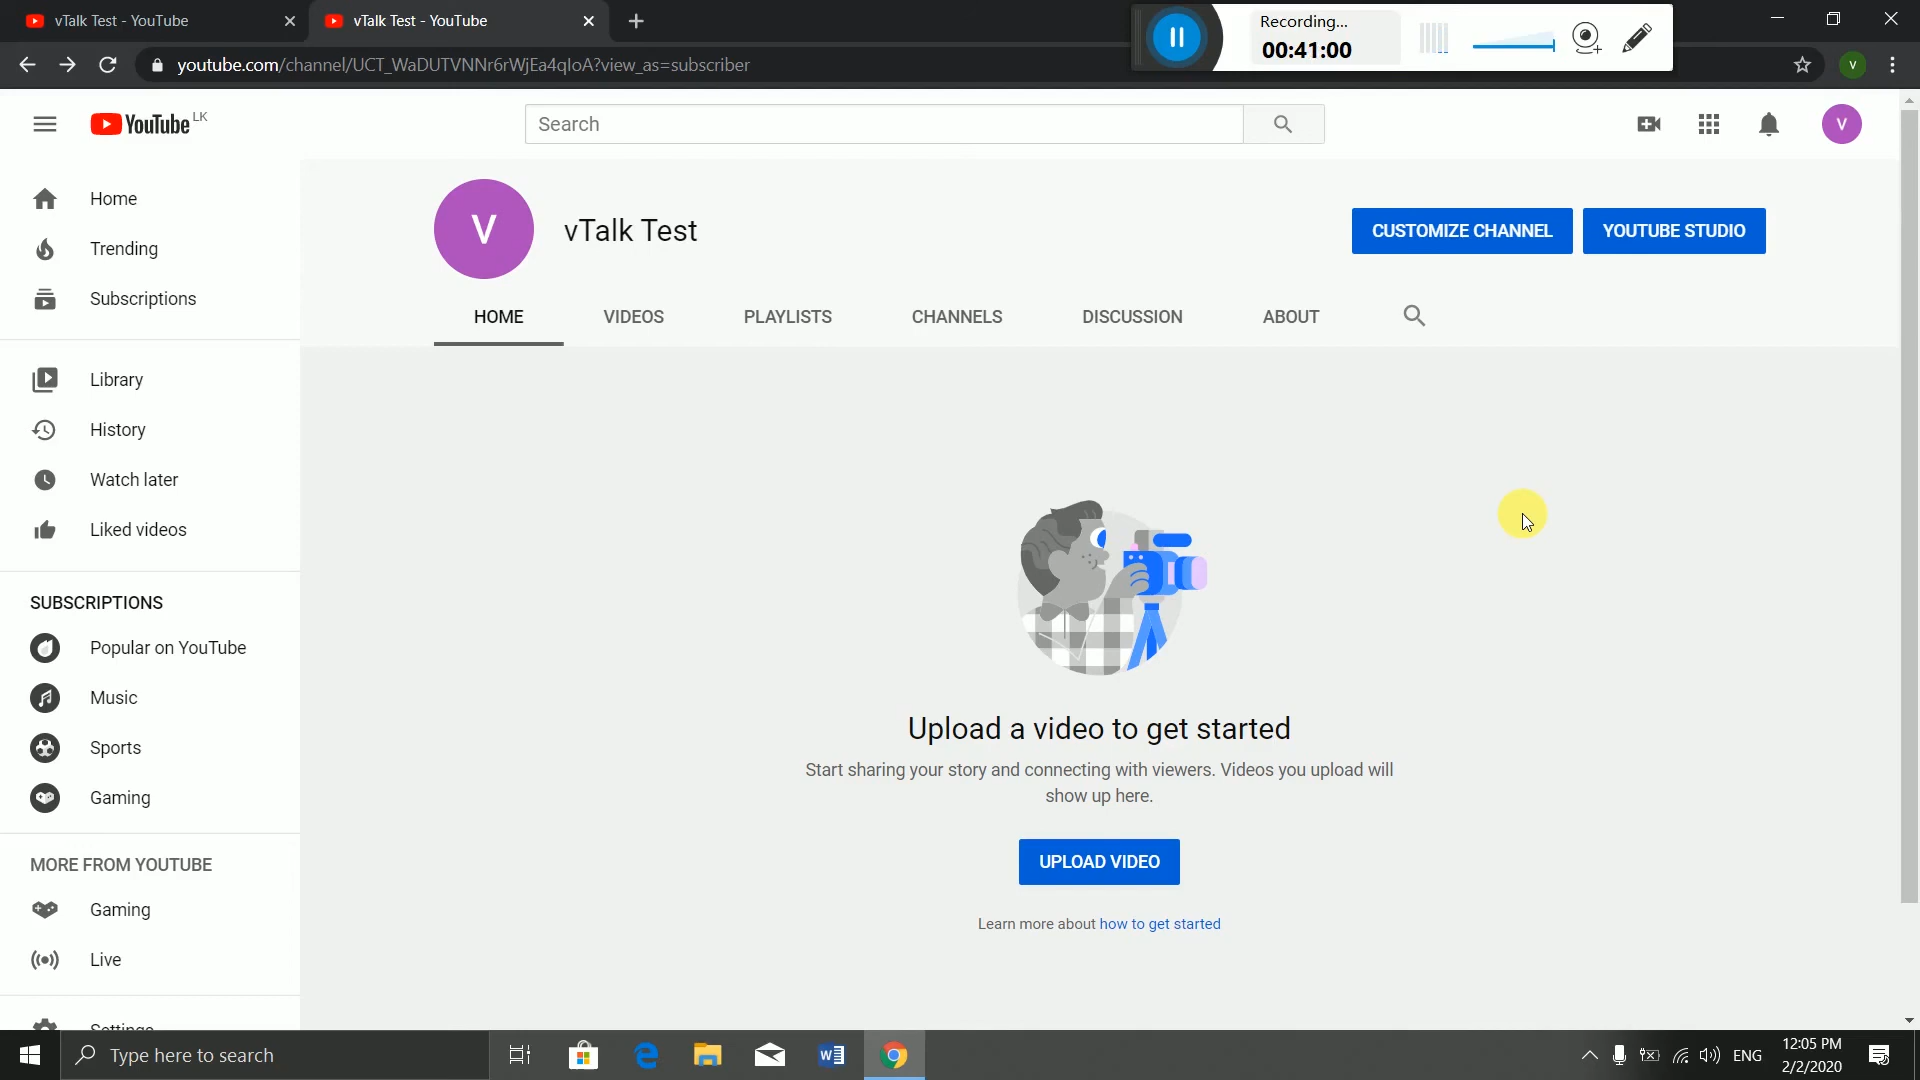 vTalk Test - YouTube
vTalk Test - YouTube
Recording...
00:41:00
youtube.com/channel/UCT_WaDUTVNNr6rWjEa4qIoA?view_as=subscriber
V
YouTube LK
Search
V
Home
Trending
Subscriptions
Library
History
Watch later
Liked videos
SUBSCRIPTIONS
Popular on YouTube
Music
Sports
Gaming
MORE FROM YOUTUBE
Gaming
Live
Settings
V
vTalk Test
CUSTOMIZE CHANNEL
YOUTUBE STUDIO
HOME
VIDEOS
PLAYLISTS
CHANNELS
DISCUSSION
ABOUT
Upload a video to get started
Start sharing your story and connecting with viewers. Videos you upload will
show up here.
UPLOAD VIDEO
Learn more about how to get started
Type here to search
W
ENG
12:05 PM
2/2/2020